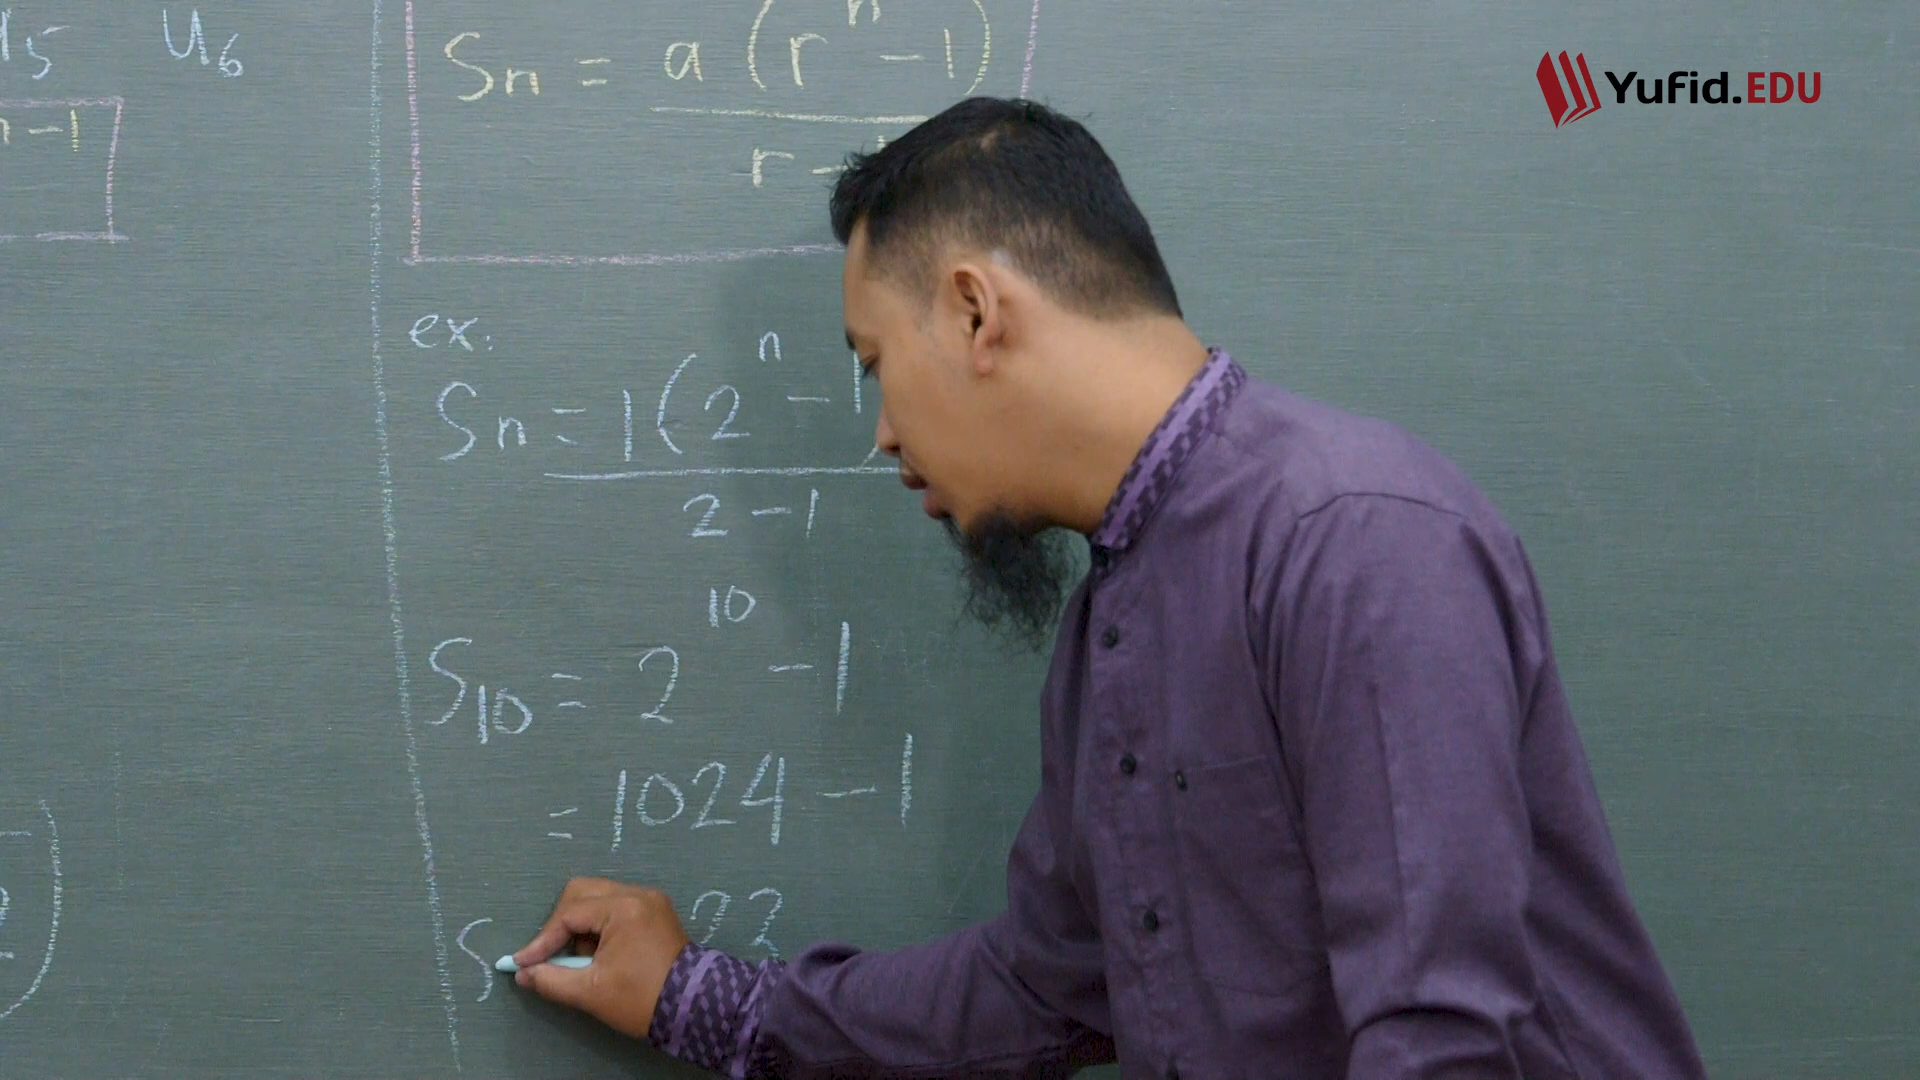 U5 U6
n-1
Sn = a(r^n - 1)
r -
ex:
Sn = 1(2^n - 1
2 - 1
S10 = 2^10 - 1
= 1024 - 1
S
Yufid.EDU